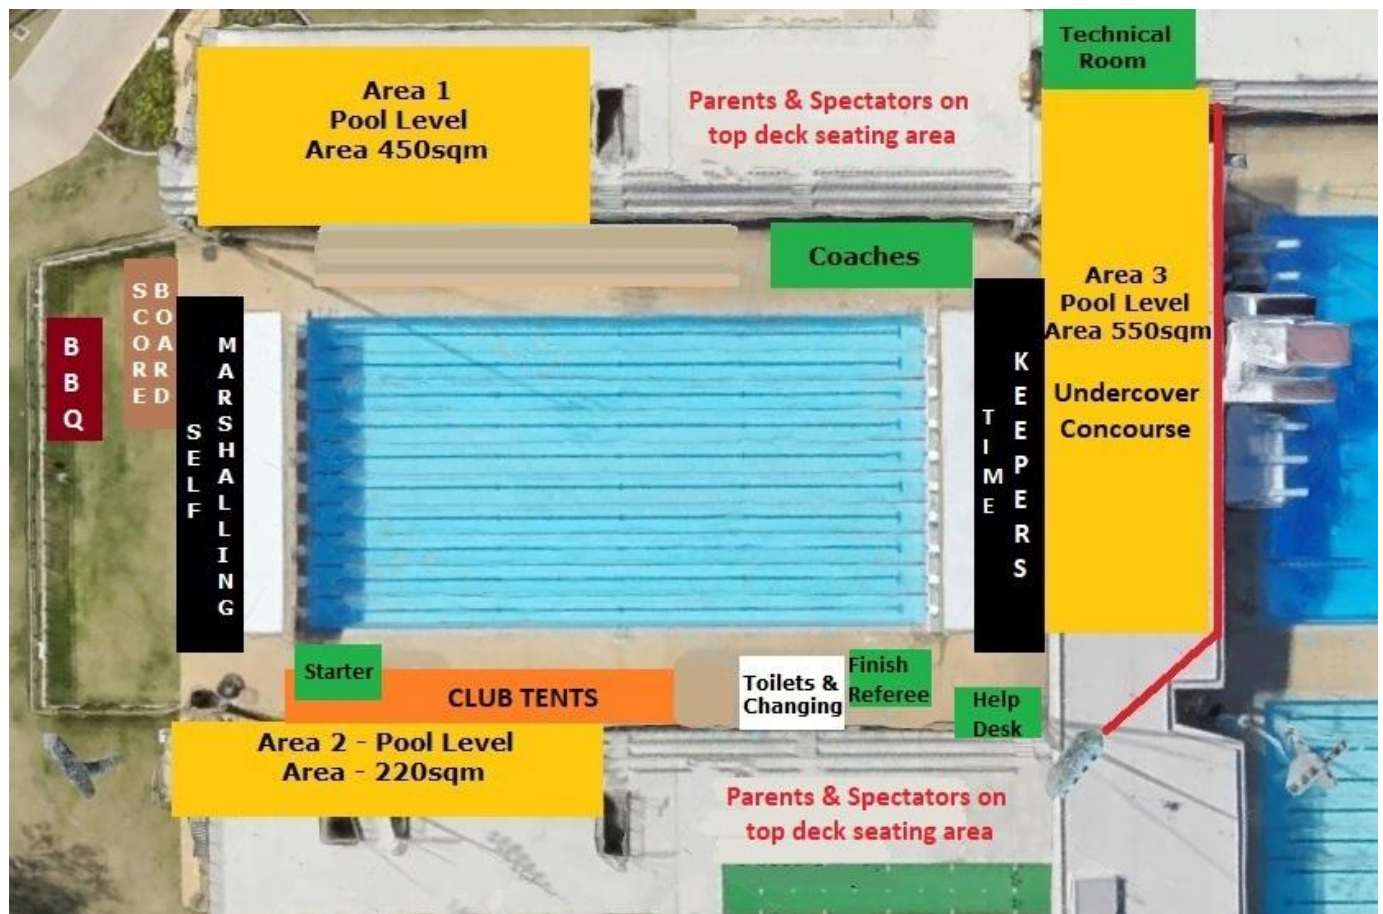 Technical
Room
Area 1
Pool Level
Area 450sqm
Parents & Spectators on
top deck seating area
Coaches
Area 3
Pool Level
Area 550sqm
Undercover
Concourse
BBQ
SCORE
BOARD
SELF
MARSHALLING
TIME
KEEPERS
Starter
CLUB TENTS
Toilets &
Changing
Finish
Referee
Help
Desk
Area 2 - Pool Level
Area - 220sqm
Parents & Spectators on
top deck seating area